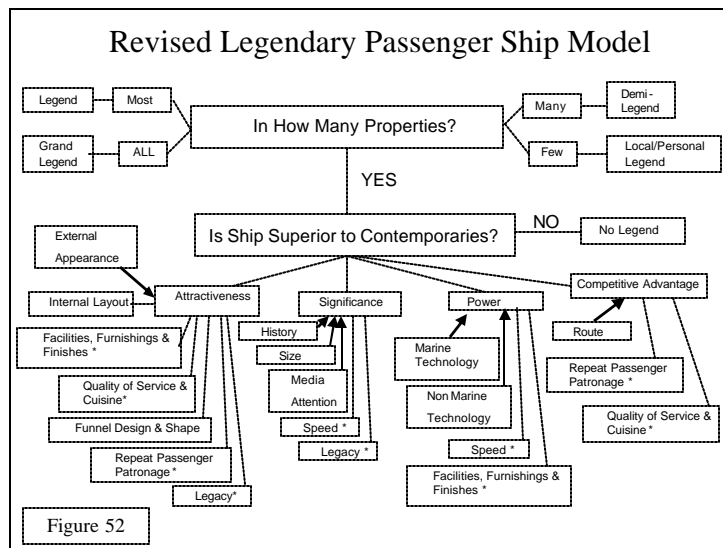 Revised Legendary Passenger Ship Model
Legend
Most
Many
Demi-
Legend
In How Many Properties?
Grand
Legend
ALL
Few
Local/Personal
Legend
YES
External
Appearance
Is Ship Superior to Contemporaries?
NO
No Legend
Internal Layout
Attractiveness
Significance
Power
Competitive Advantage
Facilities, Furnishings &
Finishes *
History
Size
Marine
Technology
Route
Quality of Service &
Cuisine*
Media
Attention
Non Marine
Technology
Repeat Passenger
Patronage *
Funnel Design & Shape
Speed *
Quality of Service &
Cuisine *
Repeat Passenger
Patronage *
Legacy *
Speed *
Legacy*
Facilities, Furnishings &
Finishes *
Figure 52